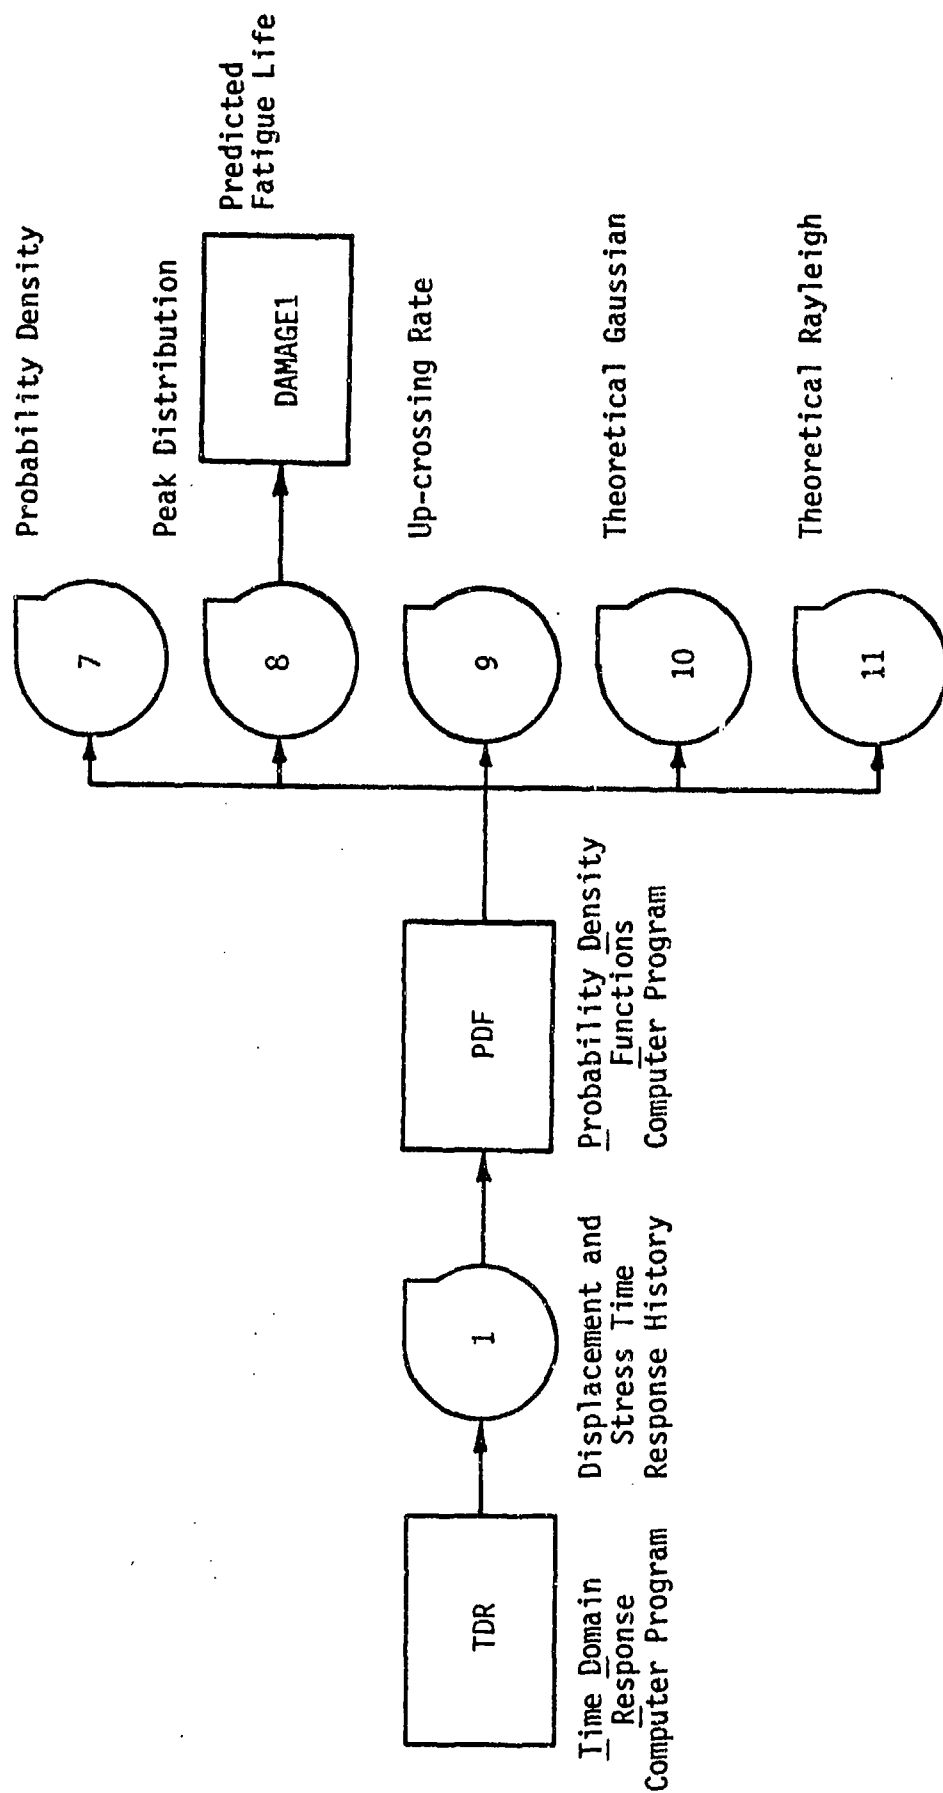 TDR
Time Domain
Response
Computer Program
1
Displacement and
Stress Time
Response History
PDF
Probability Density
Functions
Computer Program
7
Probability Density
8
Peak Distribution
DAMAGE1
Predicted
Fatigue Life
9
Up-crossing Rate
10
Theoretical Gaussian
11
Theoretical Rayleigh